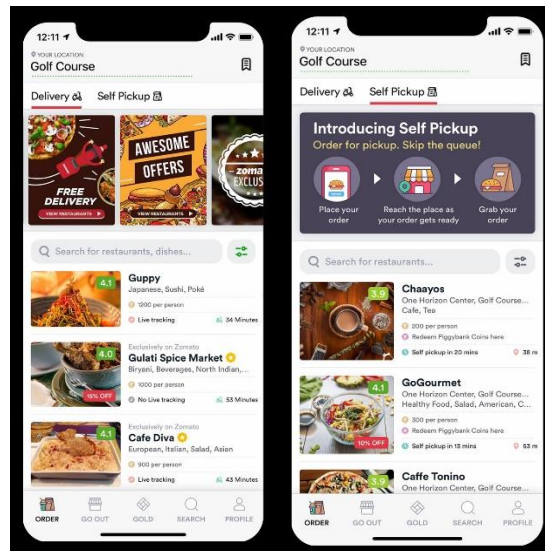 12:11
YOUR LOCATION
Golf Course
Delivery
Self Pickup
FREE
DELIVERY
VIEW RESTAURANTS
AWESOME
OFFERS
VIEW RESTAURANTS
Search for restaurants, dishes...
4.1
Guppy
Japanese, Sushi, Poké
1200 per person
Live tracking
34 Minutes
4.0
15% OFF
Exclusively on Zomato
Gulati Spice Market
Biryani, Beverages, North Indian,...
1000 per person
No Live tracking
53 Minutes
4.1
Exclusively on Zomato
Cafe Diva
European, Italian, Salad, Asian
900 per person
Live tracking
43 Minutes
ORDER
GO OUT
GOLD
SEARCH
PROFILE
12:11
YOUR LOCATION
Golf Course
Delivery
Self Pickup
Introducing Self Pickup
Order for pickup. Skip the queue!
Place your
order
Reach the place as
your order gets ready
Grab your
order
Search for restaurants...
3.9
Chaayos
One Horizon Center, Golf Course...
Cafe, Tea
200 per person
Redeem Piggybank Coins here
Self pickup in 20 mins
38 m
4.1
10% OFF
GoGourmet
One Horizon Center, Golf Course...
Healthy Food, Salad, American, C...
300 per person
Redeem Piggybank Coins here
Self pickup in 13 mins
53 m
3.9
Caffe Tonino
One Horizon Center, Golf Course...
ORDER
GO OUT
GOLD
SEARCH
PROFILE